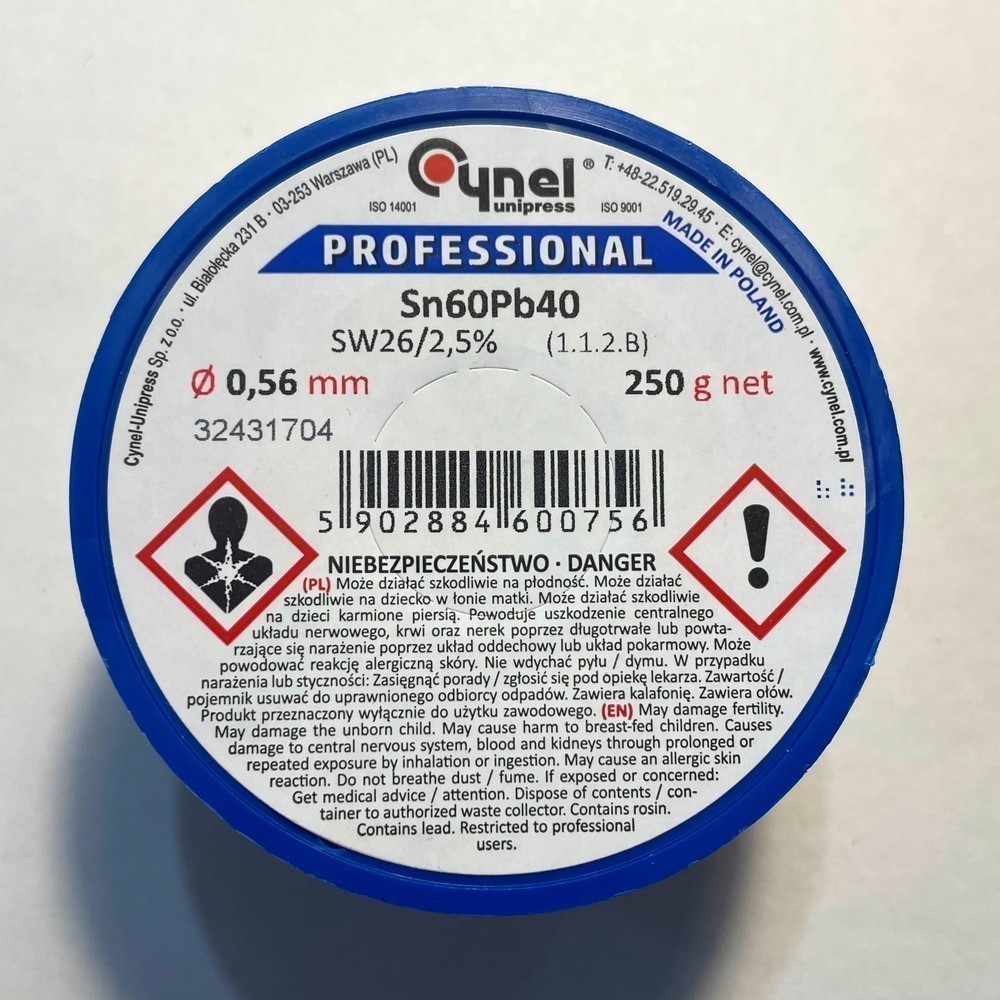 Cynel®
unipress
ISO 14001
ISO 9001
Cynel-Unipress Sp. z o.o. · ul. Białołęcka 231 B · 03-253 Warszawa (PL)
T: +48-22.519.29.45 · E: cynel@cynel.com.pl · www.cynel.com.pl
MADE IN POLAND
PROFESSIONAL
Sn60Pb40
SW26/2,5% (1.1.2.B)
Ø 0,56 mm 250 g net
32431704
5 902884 600756
NIEBEZPIECZEŃSTWO · DANGER
(PL) Może działać szkodliwie na płodność. Może działać
szkodliwie na dziecko w łonie matki. Może działać szkodliwie
na dzieci karmione piersią. Powoduje uszkodzenie centralnego
układu nerwowego, krwi oraz nerek poprzez długotrwałe lub powta-
rzające się narażenie poprzez układ oddechowy lub układ pokarmowy. Może
powodować reakcję alergiczną skóry. Nie wdychać pyłu / dymu. W przypadku
narażenia lub styczności: Zasięgnąć porady / zgłosić się pod opiekę lekarza. Zawartość /
pojemnik usuwać do uprawnionego odbiorcy odpadów. Zawiera kalafonię. Zawiera ołów.
Produkt przeznaczony wyłącznie do użytku zawodowego. (EN) May damage fertility.
May damage the unborn child. May cause harm to breast-fed children. Causes
damage to central nervous system, blood and kidneys through prolonged or
repeated exposure by inhalation or ingestion. May cause an allergic skin
reaction. Do not breathe dust / fume. If exposed or concerned:
Get medical advice / attention. Dispose of contents / con-
tainer to authorized waste collector. Contains rosin.
Contains lead. Restricted to professional
users.